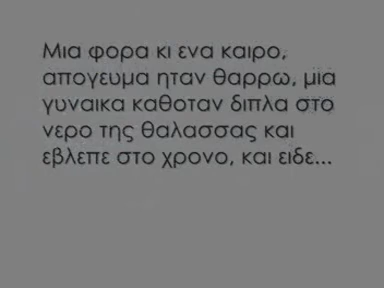 Μια φορα κι ενα καιρο,
απογευμα ηταν θαρρω, μια
γυναικα καθοταν διπλα στο
νερο της θαλασσας και
εβλεπε στο χρονο, και ειδε...